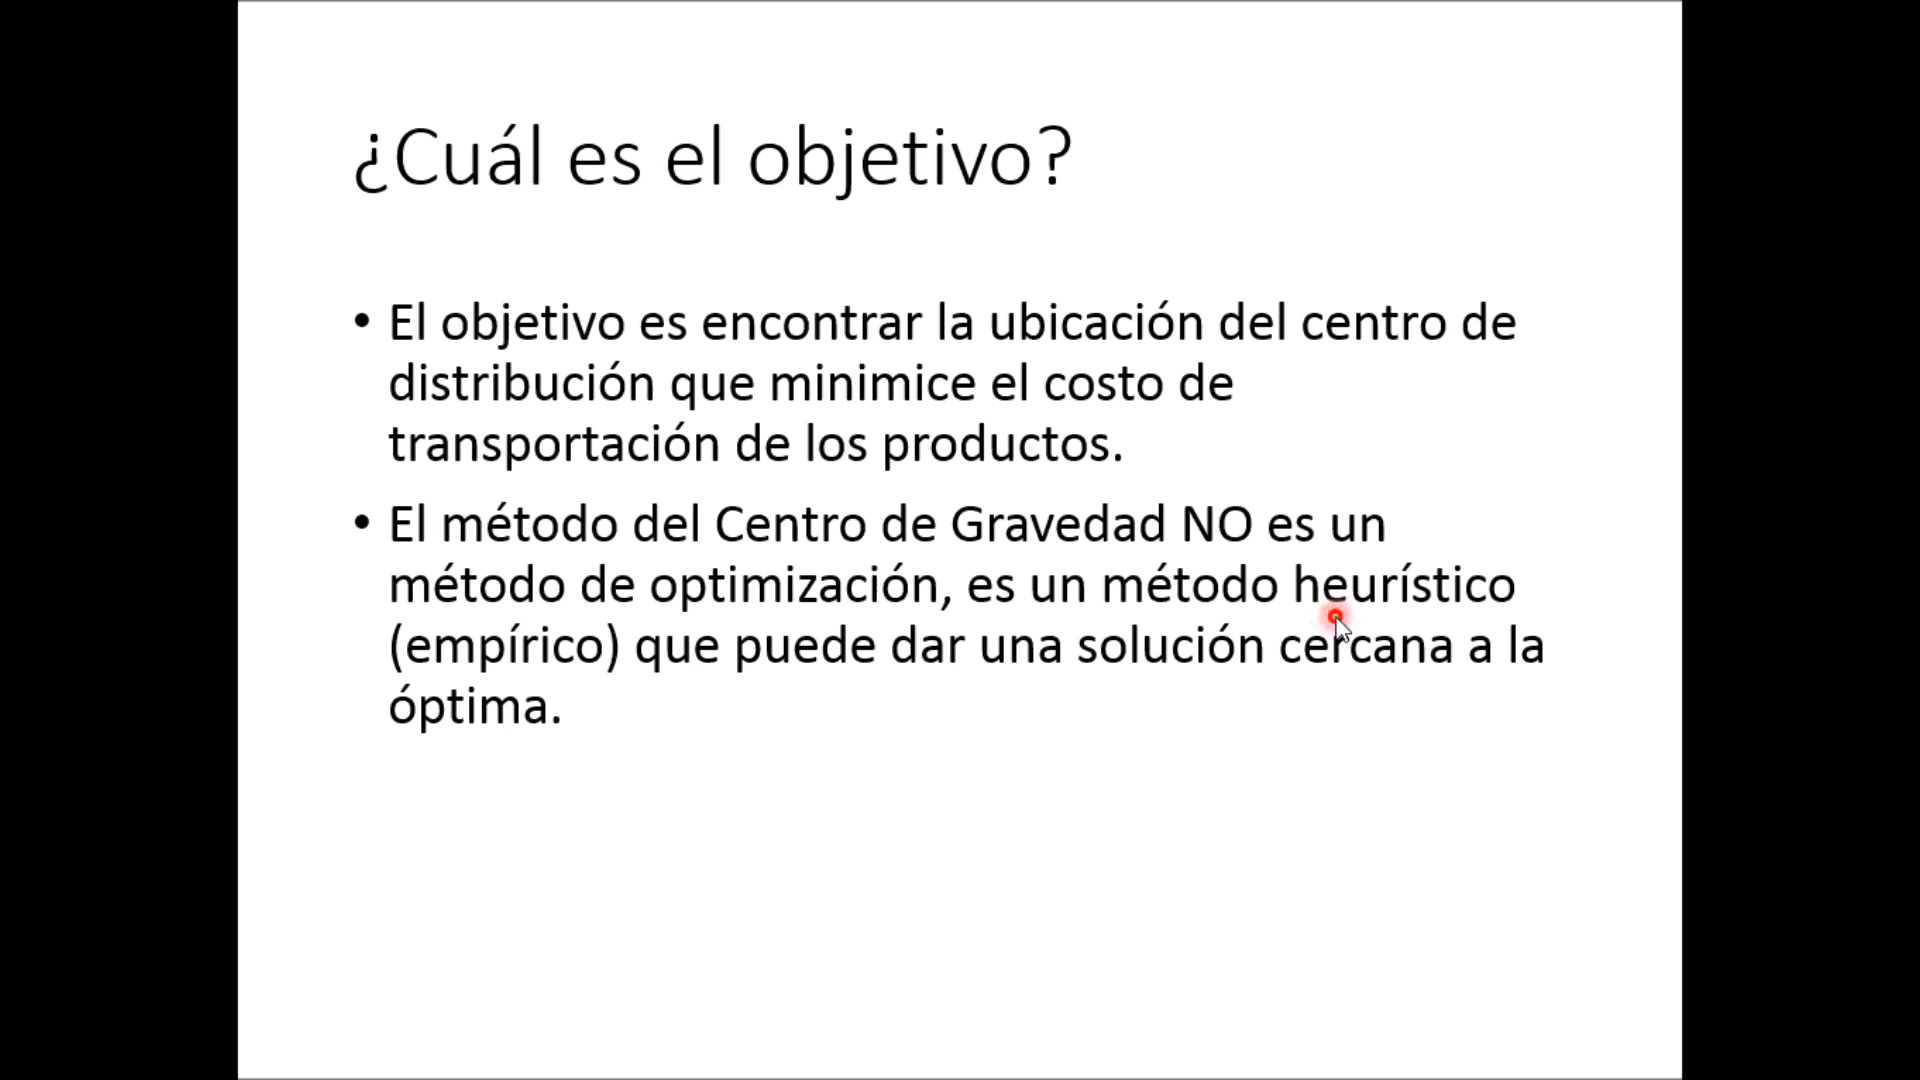 ¿Cuál es el objetivo?
• El objetivo es encontrar la ubicación del centro de
distribución que minimice el costo de
transportación de los productos.
• El método del Centro de Gravedad NO es un
método de optimización, es un método heurístico
(empírico) que puede dar una solución cercana a la
óptima.